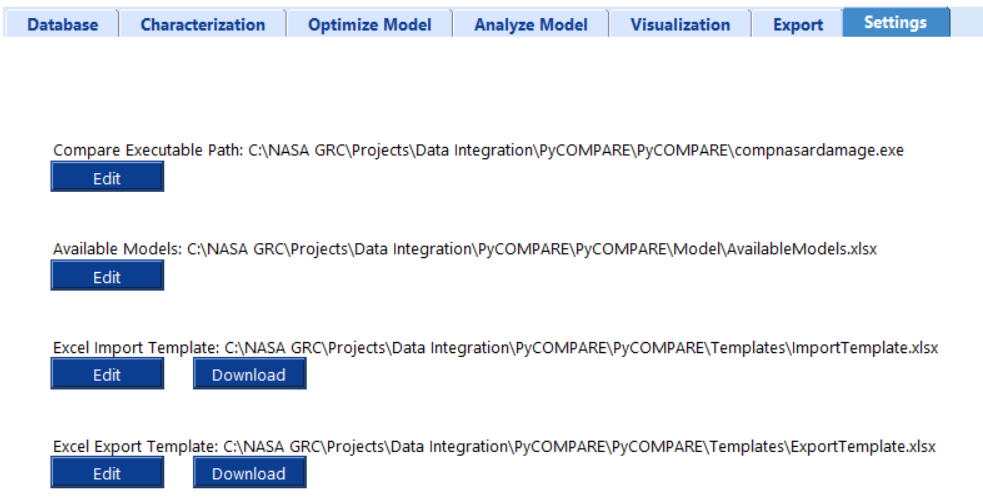 Database Characterization Optimize Model Analyze Model Visualization Export Settings
Compare Executable Path: C:\NASA GRC\Projects\Data Integration\PyCOMPARE\PyCOMPARE\compnasardamage.exe
Edit
Available Models: C:\NASA GRC\Projects\Data Integration\PyCOMPARE\PyCOMPARE\Model\AvailableModels.xlsx
Edit
Excel Import Template: C:\NASA GRC\Projects\Data Integration\PyCOMPARE\PyCOMPARE\Templates\ImportTemplate.xlsx
Edit Download
Excel Export Template: C:\NASA GRC\Projects\Data Integration\PyCOMPARE\PyCOMPARE\Templates\ExportTemplate.xlsx
Edit Download